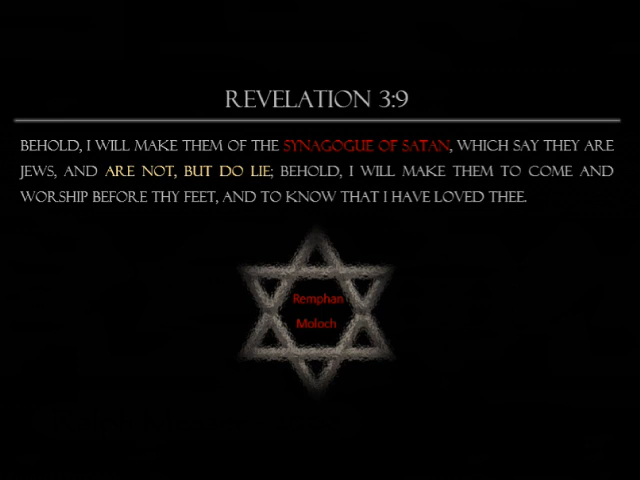 REVELATION 3:9
BEHOLD, I WILL MAKE THEM OF THE SYNAGOGUE OF SATAN, WHICH SAY THEY ARE
JEWS, AND ARE NOT, BUT DO LIE; BEHOLD, I WILL MAKE THEM TO COME AND
WORSHIP BEFORE THY FEET, AND TO KNOW THAT I HAVE LOVED THEE.
Remphan
Moloch